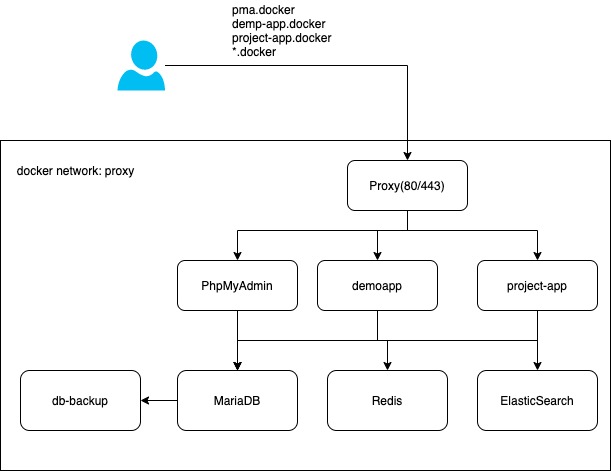 pma.docker
demp-app.docker
project-app.docker
*.docker
docker network: proxy
Proxy(80/443)
PhpMyAdmin
demoapp
project-app
db-backup
MariaDB
Redis
ElasticSearch